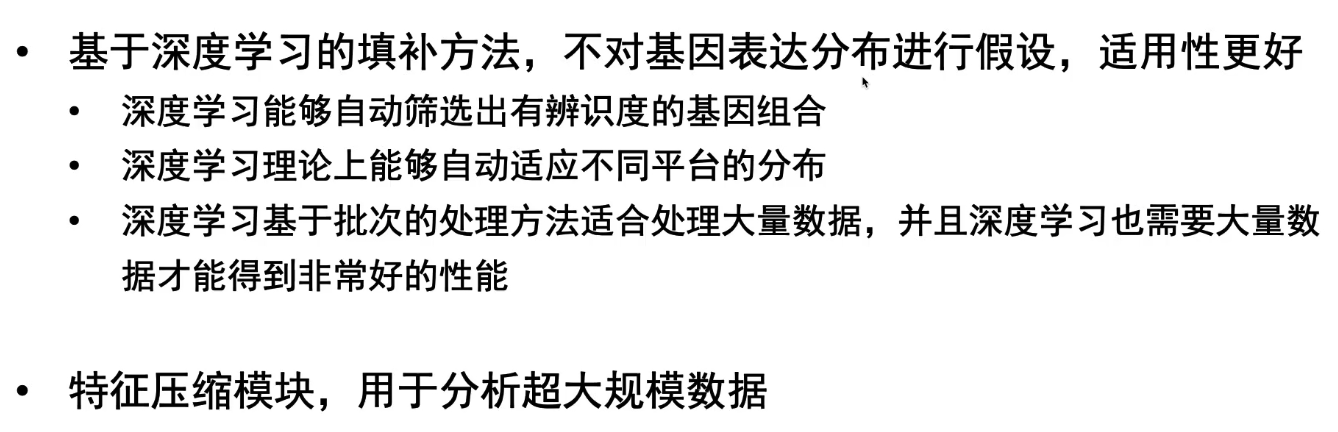 • 基于深度学习的填补方法，不对基因表达分布进行假设，适用性更好
• 深度学习能够自动筛选出有辨识度的基因组合
• 深度学习理论上能够自动适应不同平台的分布
• 深度学习基于批次的处理方法适合处理大量数据，并且深度学习也需要大量数
据才能得到非常好的性能
• 特征压缩模块，用于分析超大规模数据